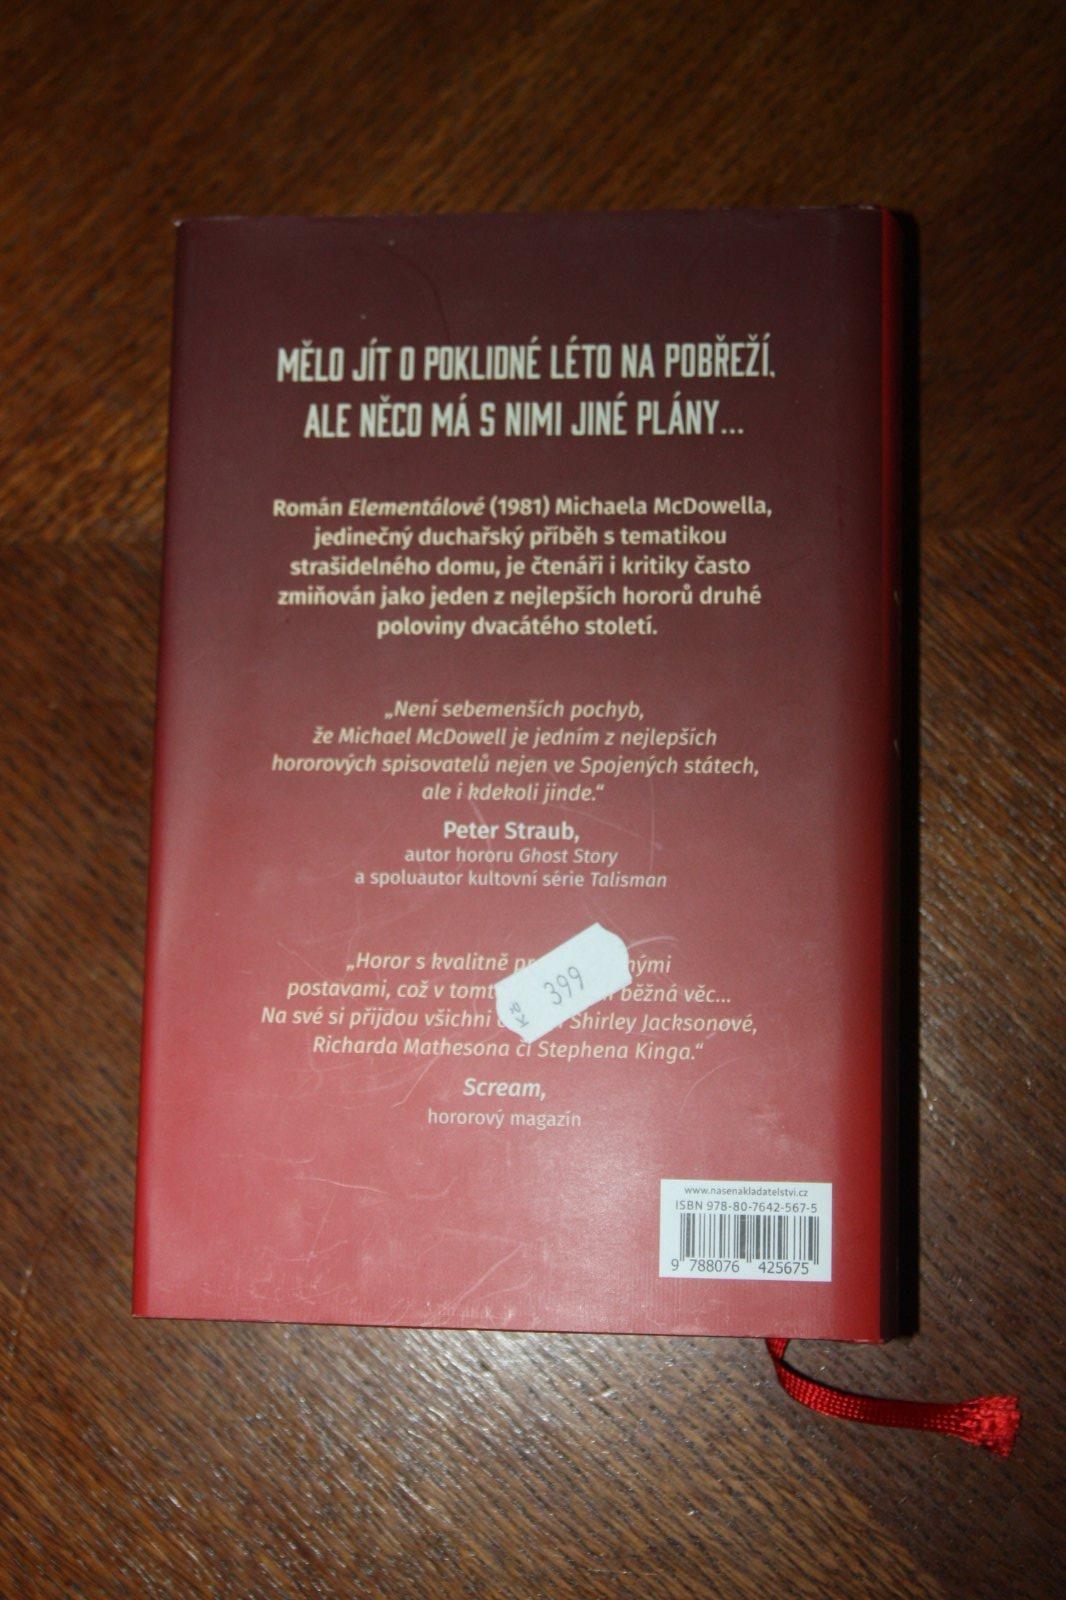 MĚLO JÍT O POKLIDNÉ LÉTO NA POBŘEŽÍ,
ALE NĚCO MÁ S NIMI JINÉ PLÁNY...
Román Elementálové (1981) Michaela McDowella,
jedinečný duchařský příběh s tematikou
strašidelného domu, je čtenáři i kritiky často
zmiňován jako jeden z nejlepších hororů druhé
poloviny dvacátého století.
„Není sebemenších pochyb,
že Michael McDowell je jedním z nejlepších
hororových spisovatelů nejen ve Spojených státech,
ale i kdekoli jinde.“
Peter Straub,
autor hororu Ghost Story
a spoluautor kultovní série Talisman
„Horor s kvalitně
postavami, což v běžná věc...
Na své si přijdou všichni Shirley Jacksonové,
Richarda Mathesona či Stephena Kinga.“
399
Scream,
hororový magazín
www.nasenakladatelstvi.cz
ISBN 978-80-7642-567-5
9 788076 425675